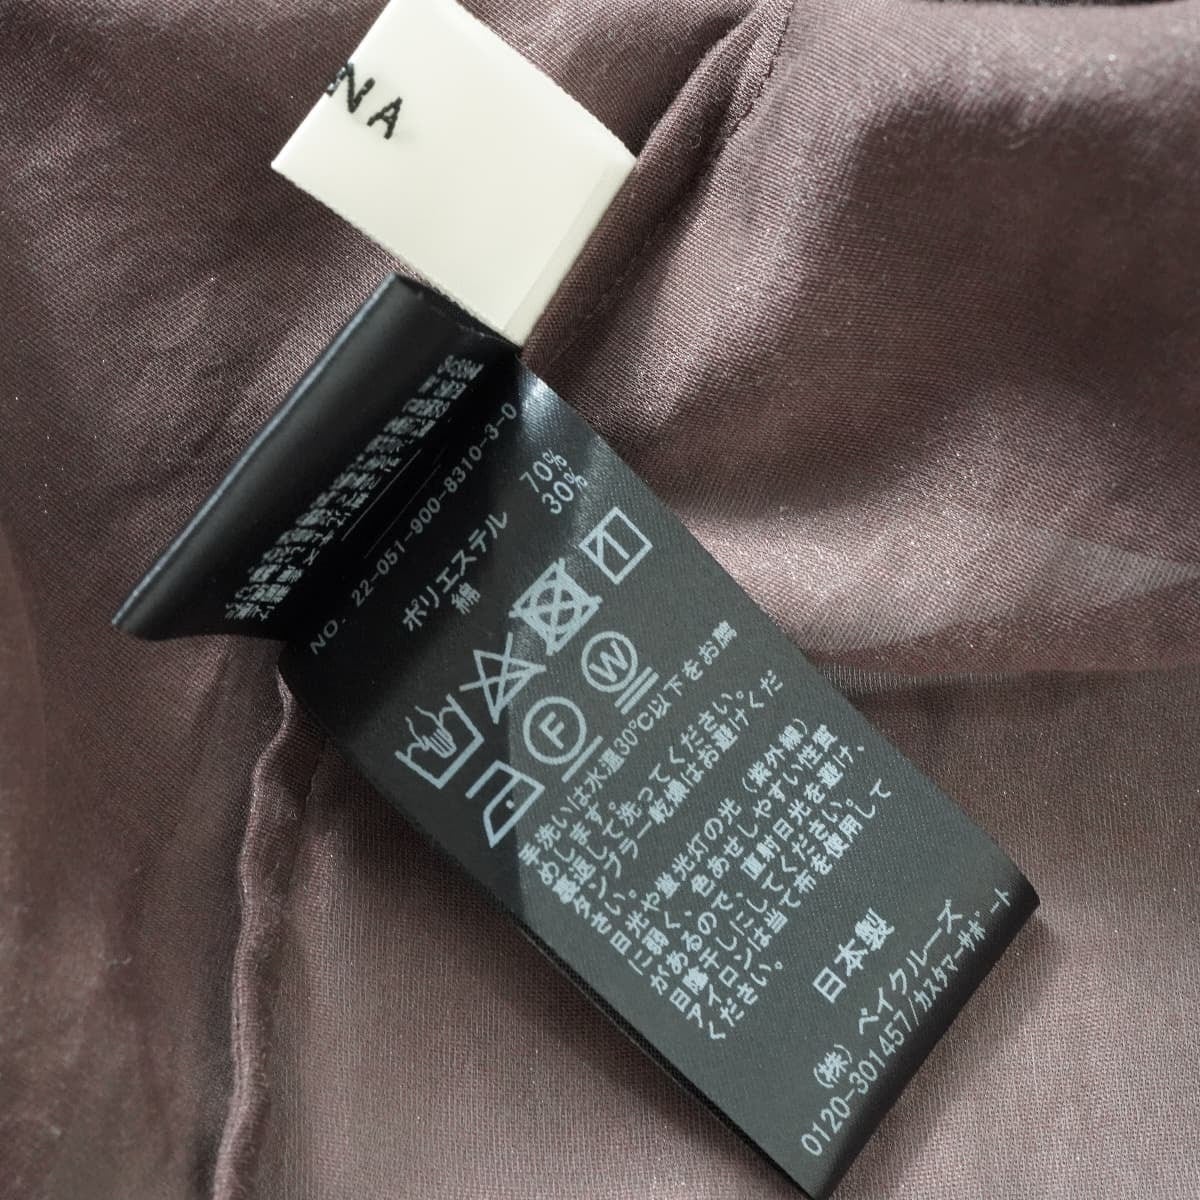 NA
NO. 22-051-900-8310-3-0
ポリエステル 70%
綿 30%
F
W
手洗いは水温30℃以下をお薦
めします。
裏返して洗ってください。
タンブラー乾燥はお避けくだ
さい。
日光や蛍光灯の光(紫外線)
に弱く、色あせしやすい性質
があるので、直射日光を避け、
日陰干しにしてください。
アイロンは当て布を使用して
ください。
日本製
(株)ベイクルーズ
0120-301457/カスタマーサポート